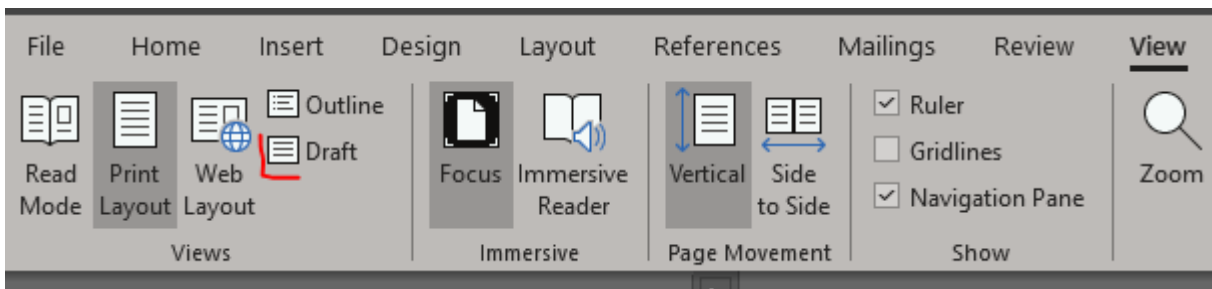 File Home Insert Design Layout References Mailings Review View
Read Mode
Print Layout
Web Layout
Outline
Draft
Views
Focus
Immersive Reader
Immersive
Vertical
Side to Side
Page Movement
Ruler
Gridlines
Navigation Pane
Show
Zoom